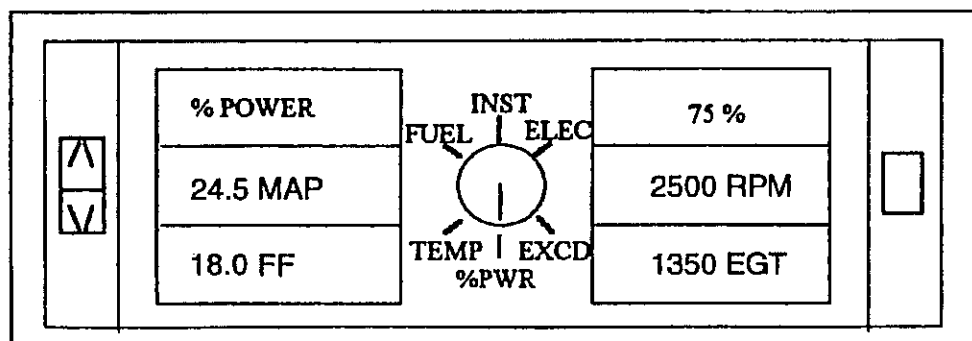 % POWER
24.5 MAP
18.0 FF
INST
FUEL
ELEC
TEMP
EXCD
%PWR
75 %
2500 RPM
1350 EGT